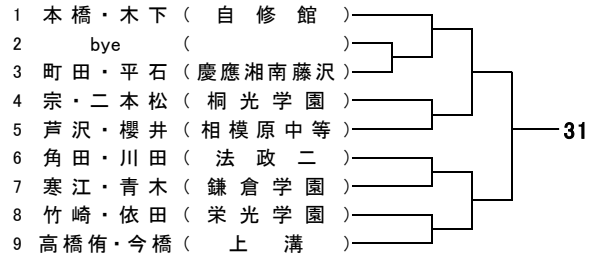 1 本橋・木下 ( 自修館 )
2 bye ( )
3 町田・平石 ( 慶應湘南藤沢 )
4 宗・二本松 ( 桐光学園 )
5 芦沢・櫻井 ( 相模原中等 )
31
6 角田・川田 ( 法政二 )
7 寒江・青木 ( 鎌倉学園 )
8 竹崎・依田 ( 栄光学園 )
9 高橋侑・今橋 ( 上溝 )